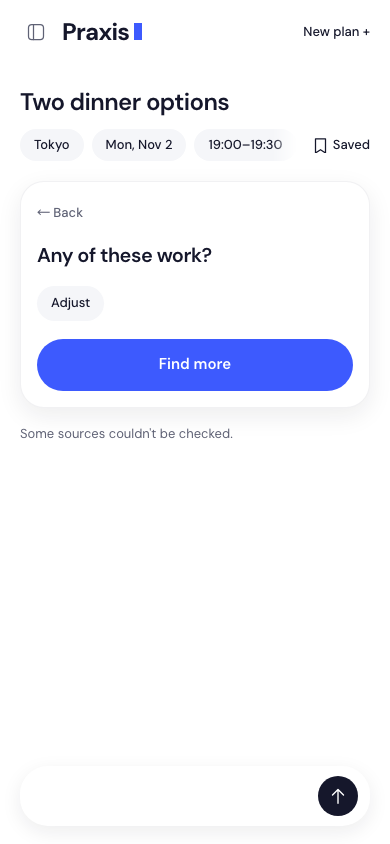 Praxis
New plan +
Two dinner options
Tokyo
Mon, Nov 2
19:00–19:30
Saved
← Back
Any of these work?
Adjust
Find more
Some sources couldn't be checked.